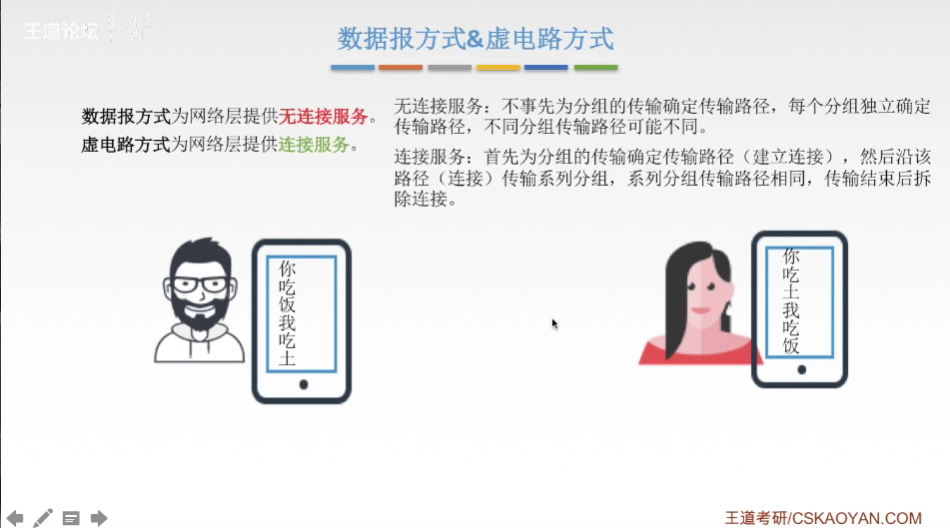 王道论坛
数据报方式&虚电路方式
数据报方式为网络层提供无连接服务。
虚电路方式为网络层提供连接服务。
无连接服务：不事先为分组的传输确定传输路径，每个分组独立确定
传输路径，不同分组传输路径可能不同。
连接服务：首先为分组的传输确定传输路径（建立连接），然后沿该
路径（连接）传输系列分组，系列分组传输路径相同，传输结束后拆
除连接。
你吃饭我吃土
你吃土我吃饭
王道考研/CSKAOYAN.COM